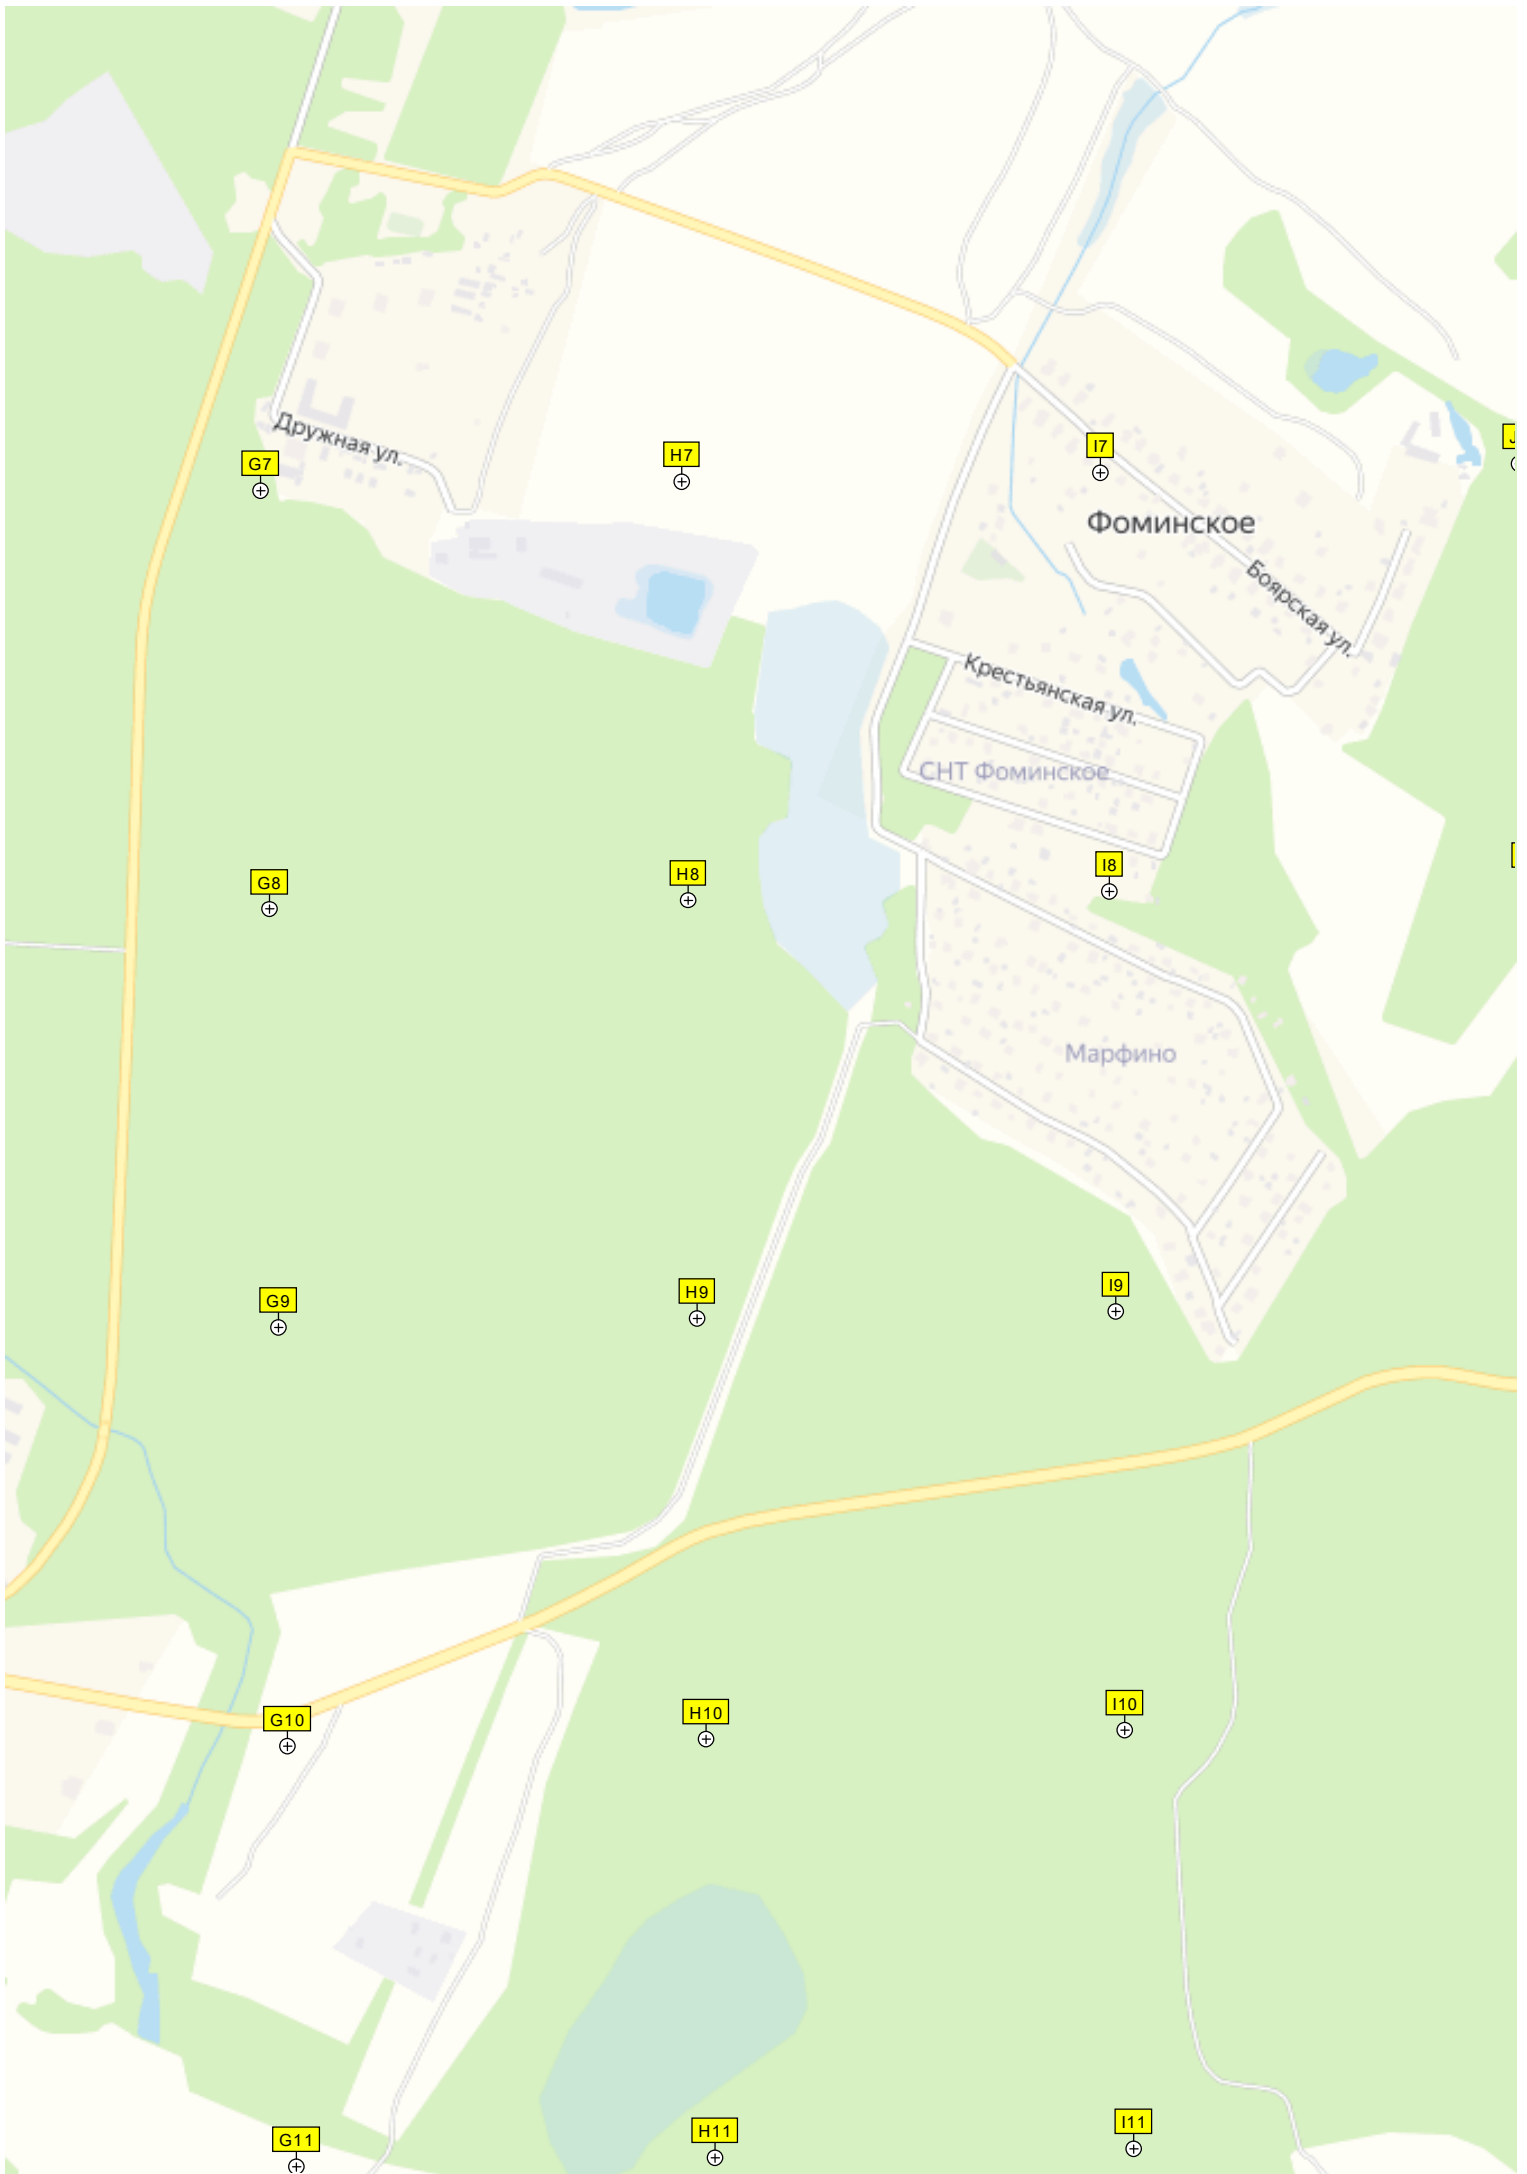 Дружная ул.
G7
H7
I7
J
Фоминское
Боярская ул.
Крестьянская ул.
СНТ Фоминское
G8
H8
I8
Марфино
G9
H9
I9
G10
H10
I10
G11
H11
I11